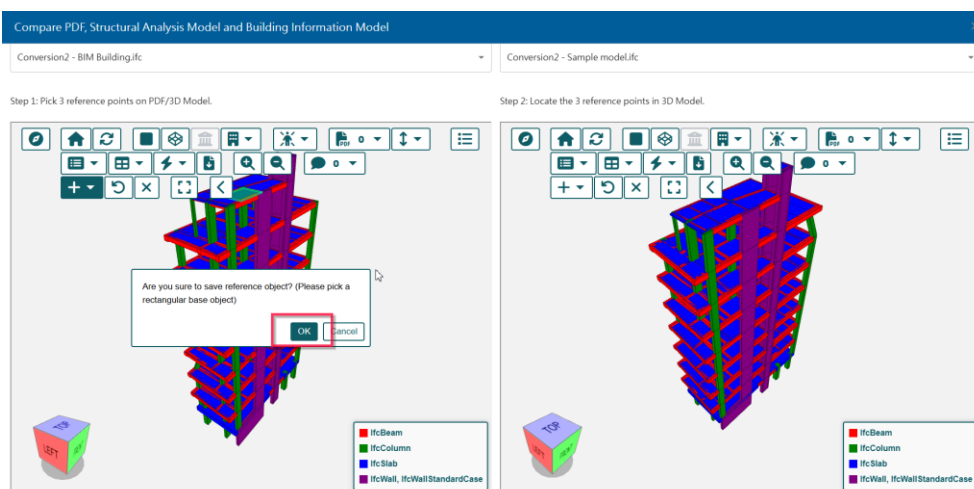 Compare PDF, Structural Analysis Model and Building Information Model
Conversion2 - BIM Building.ifc
Conversion2 - Sample model.ifc
Step 1: Pick 3 reference points on PDF/3D Model.
Step 2: Locate the 3 reference points in 3D Model.
PDF 0
0
Are you sure to save reference object? (Please pick a
rectangular base object)
OK
Cancel
TOP
LEFT
IfcBeam
IfcColumn
IfcSlab
IfcWall, IfcWallStandardCase
PDF 0
0
TOP
LEFT
FRONT
IfcBeam
IfcColumn
IfcSlab
IfcWall, IfcWallStandardCase